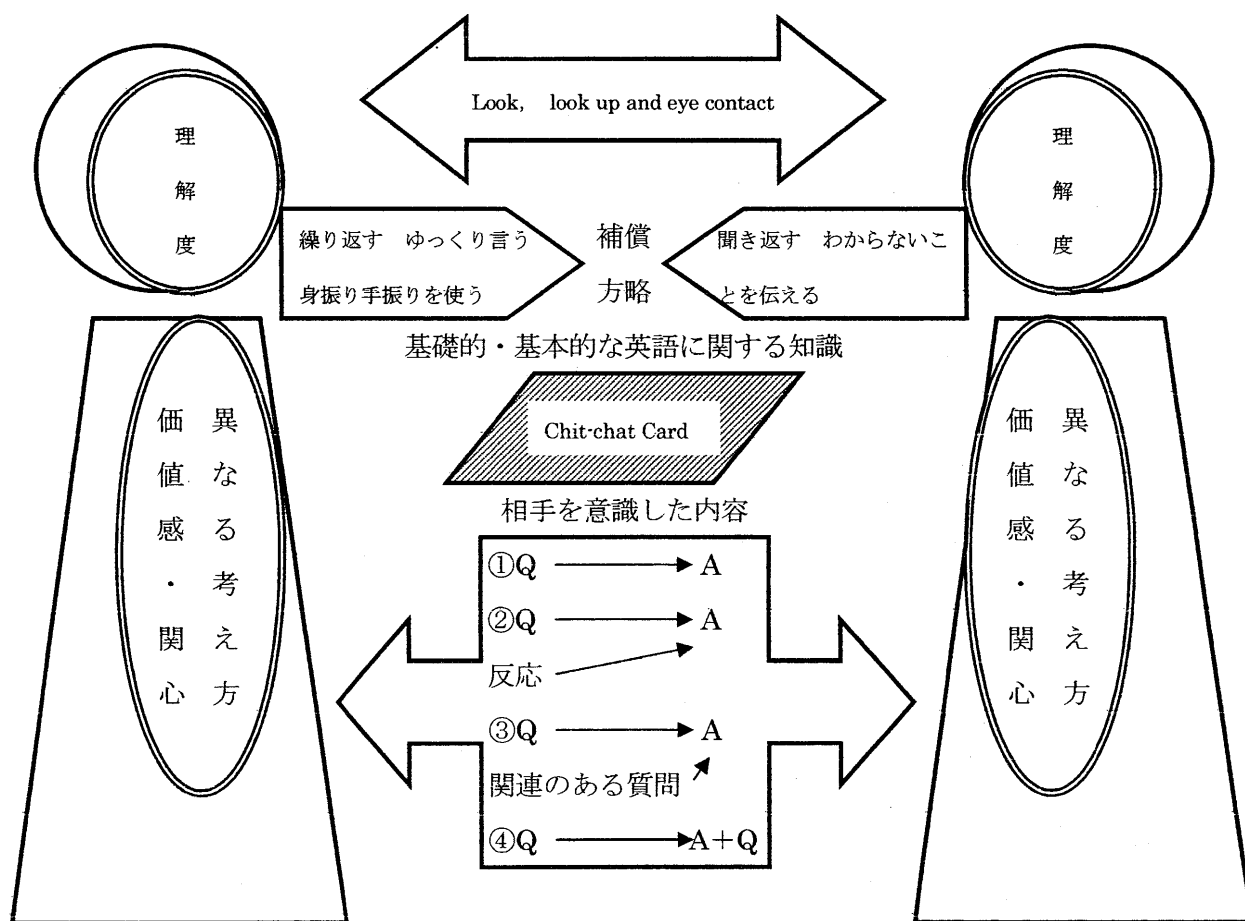 Look, look up and eye contact
理解度
理解度
繰り返す ゆっくり言う
身振り手振りを使う
補償
方略
聞き返す わからないこ
とを伝える
基礎的・基本的な英語に関する知識
Chit-chat Card
相手を意識した内容
異なる考え方
価値感・関心
異なる考え方
価値感・関心
①Q A
②Q A
反応
③Q A
関連のある質問
④Q A+Q